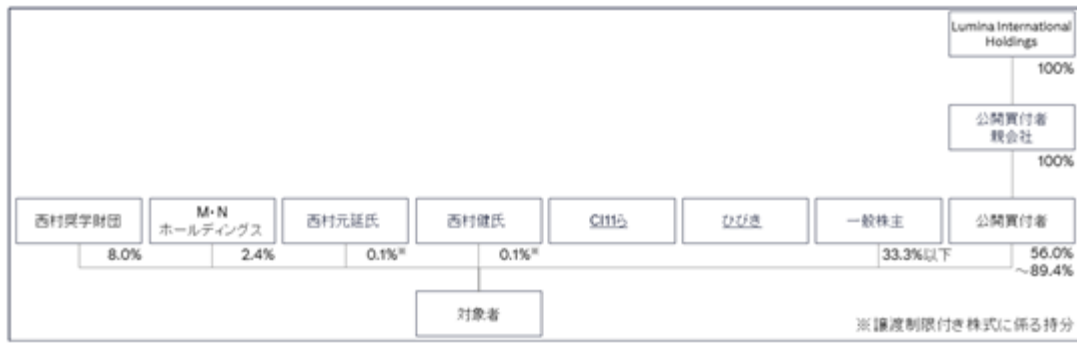 Lumina International
Holdings
100%
公開買付者
親会社
100%
西村奨学財団
M・N
ホールディングス
西村元延氏
西村健氏
CI11ら
ひびき
一般株主
公開買付者
8.0%
2.4%
0.1%※
0.1%※
33.3%以下
56.0%
～89.4%
対象者
※譲渡制限付き株式に係る持分